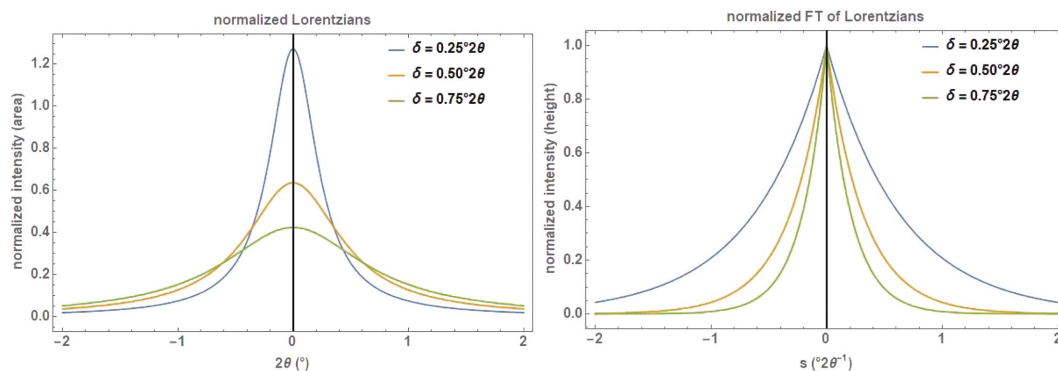 normalized Lorentzians
normalized intensity (area)
1.2
1.0
0.8
0.6
0.4
0.2
0.0
δ = 0.25°2θ
δ = 0.50°2θ
δ = 0.75°2θ
−2
−1
0
1
2
2θ (°)
normalized FT of Lorentzians
normalized intensity (height)
1.0
0.8
0.6
0.4
0.2
0.0
δ = 0.25°2θ
δ = 0.50°2θ
δ = 0.75°2θ
−2
−1
0
1
2
s (°2θ⁻¹)